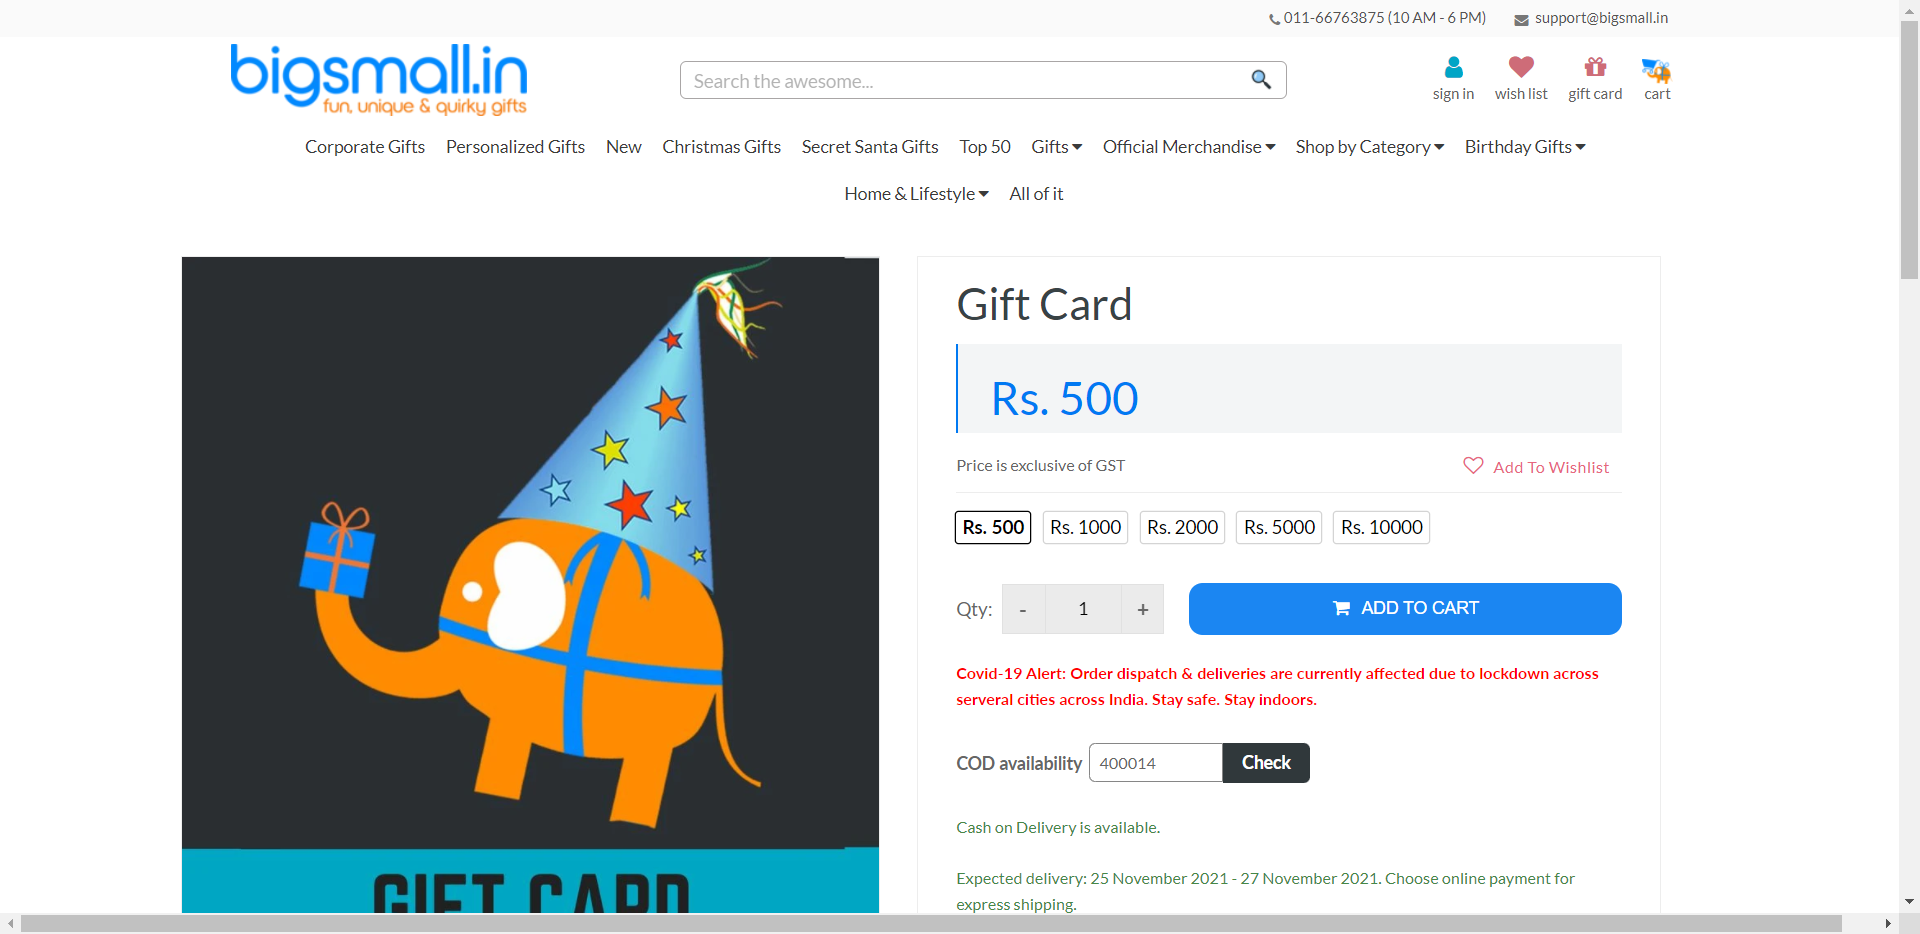 011-66763875 (10 AM - 6 PM) support@bigsmall.in
bigsmall.in
fun, unique & quirky gifts
Search the awesome...
sign in wish list gift card cart
Corporate Gifts Personalized Gifts New Christmas Gifts Secret Santa Gifts Top 50 Gifts Official Merchandise Shop by Category Birthday Gifts
Home & Lifestyle All of it
Gift Card
Rs. 500
Price is exclusive of GST Add To Wishlist
Rs. 500 Rs. 1000 Rs. 2000 Rs. 5000 Rs. 10000
Qty: - 1 + ADD TO CART
Covid-19 Alert: Order dispatch & deliveries are currently affected due to lockdown across
serveral cities across India. Stay safe. Stay indoors.
COD availability 400014 Check
Cash on Delivery is available.
Expected delivery: 25 November 2021 - 27 November 2021. Choose online payment for
express shipping.
GIFT CARD